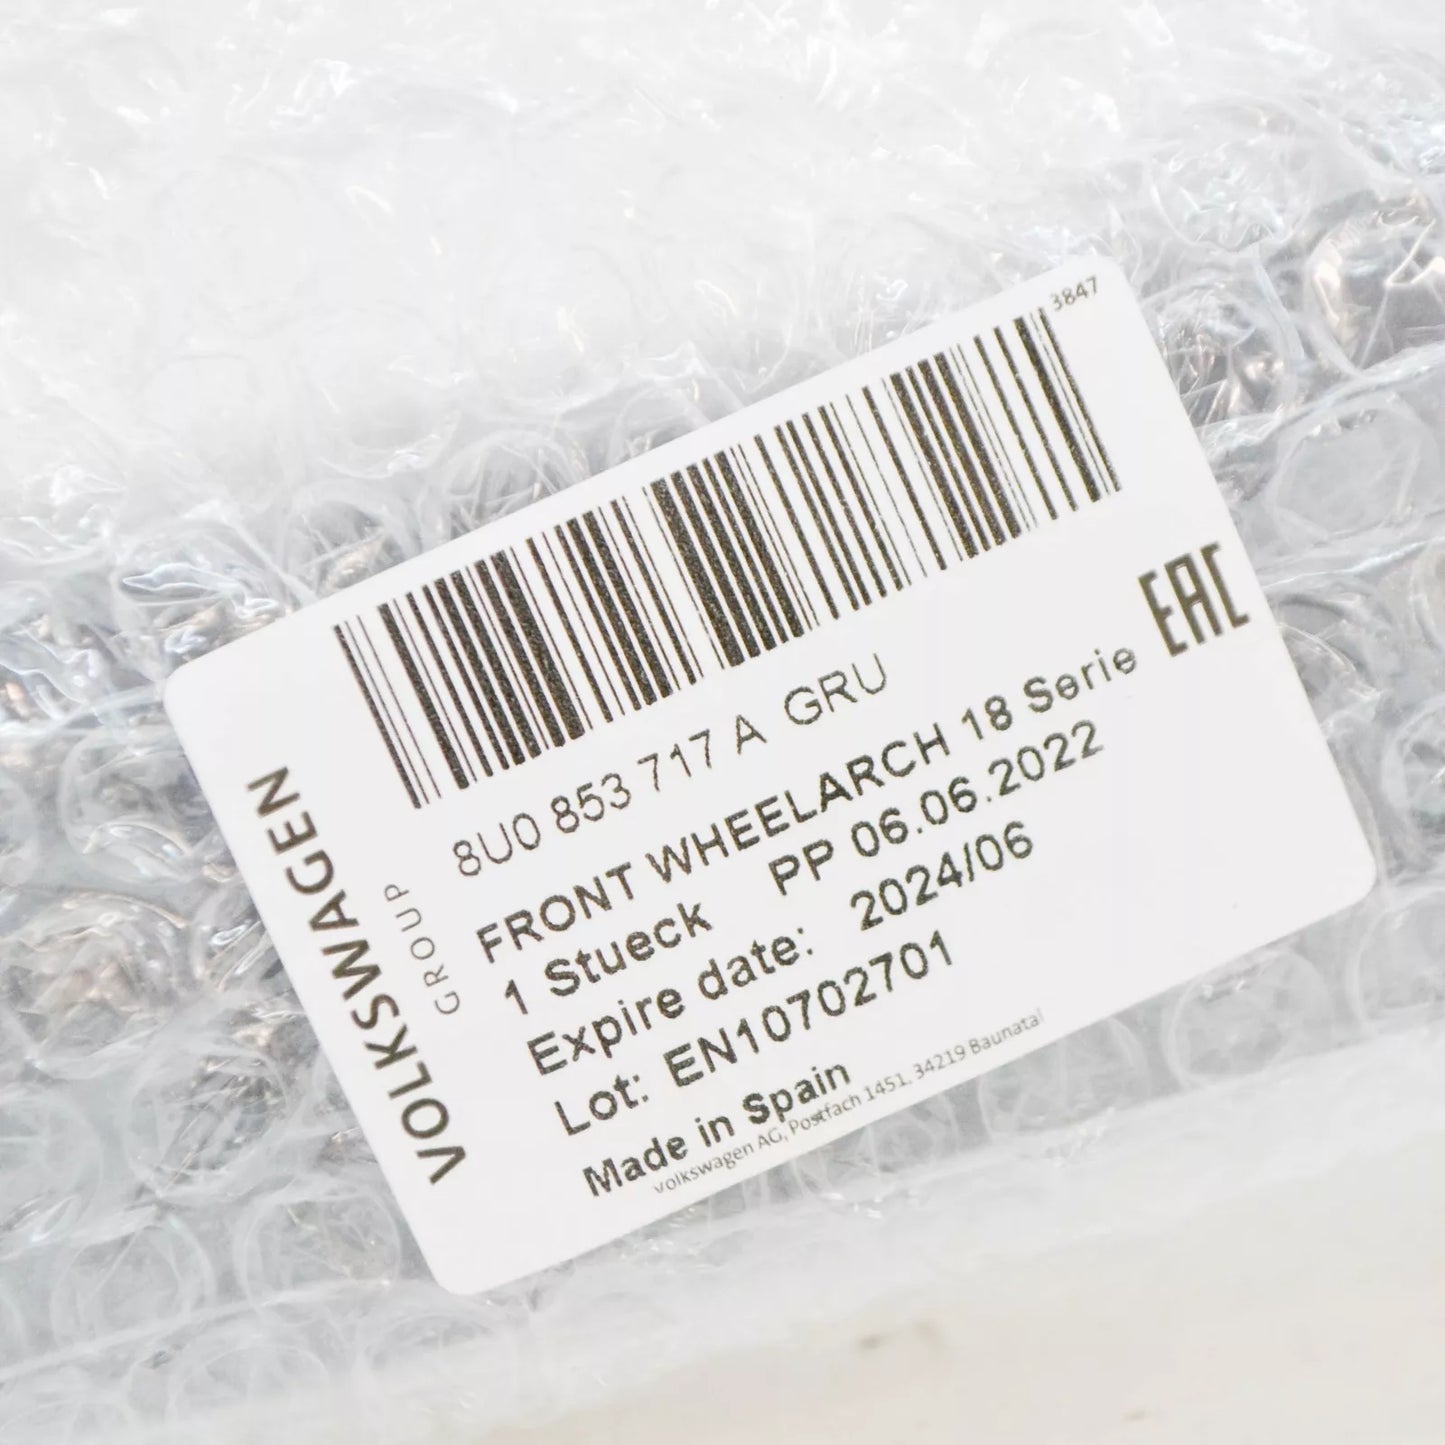 3847
8U0 853 717 A GRU
EAC
FRONT WHEELARCH 18 Serie
1 Stueck PP 06.06.2022
Expire date: 2024/06
Lot: EN10702701
Made in Spain
Volkswagen AG, Postfach 1451, 34219 Baunatal
VOLKSWAGEN
GROUP